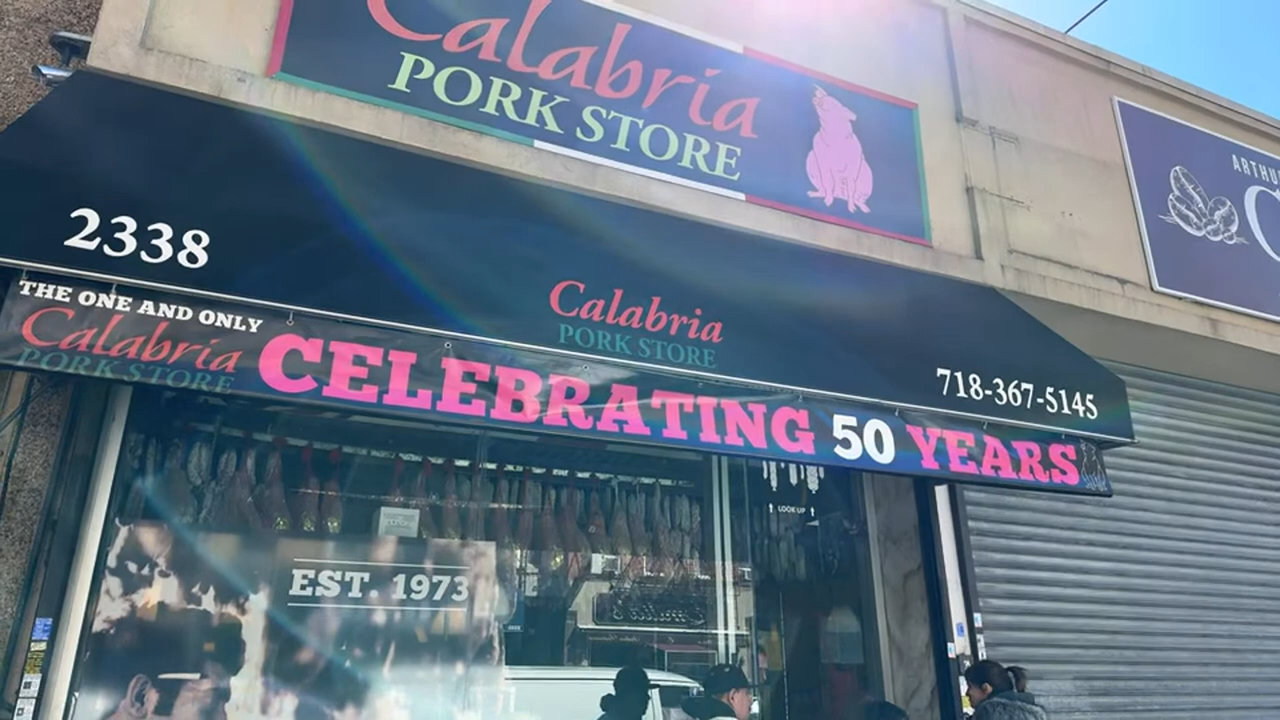 Calabria
PORK STORE
ARTHU
2338
Calabria
PORK STORE
718-367-5145
THE ONE AND ONLY
Calabria
PORK STORE
CELEBRATING 50 YEARS
LOOK UP
EST. 1973